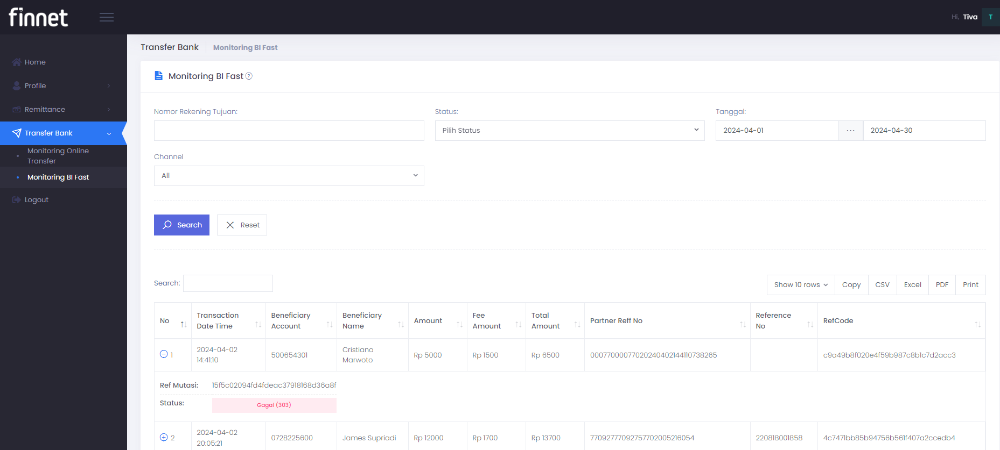 finnet
Hi, Tiva T
Home
Profile
Remittance
Transfer Bank
Monitoring Online
Transfer
Monitoring BI Fast
Logout
Transfer Bank Monitoring BI Fast
Monitoring BI Fast ?
Nomor Rekening Tujuan: Status: Tanggal:
Pilih Status 2024-04-01 ... 2024-04-30
Channel
All
Search Reset
Search: Show 10 rows Copy CSV Excel PDF Print
No Transaction Date Time Beneficiary Account Beneficiary Name Amount Fee Amount Total Amount Partner Reff No Reference No RefCode
1 2024-04-02 14:41:10 500654301 Cristiano Marwoto Rp 5000 Rp 1500 Rp 6500 00077000077020240402144110738265 c9a49b8f020e4f59b987c8b1c7d2acc3
Ref Mutasi: 15f5c02094fd4fdeac37918168d36a8f
Status: Gagal (303)
2 2024-04-02 20:05:21 0728225600 James Supriadi Rp 12000 Rp 1700 Rp 13700 77092777092757702005216054 220818001858 4c7471bb85b94756b561f407a2ccedb4